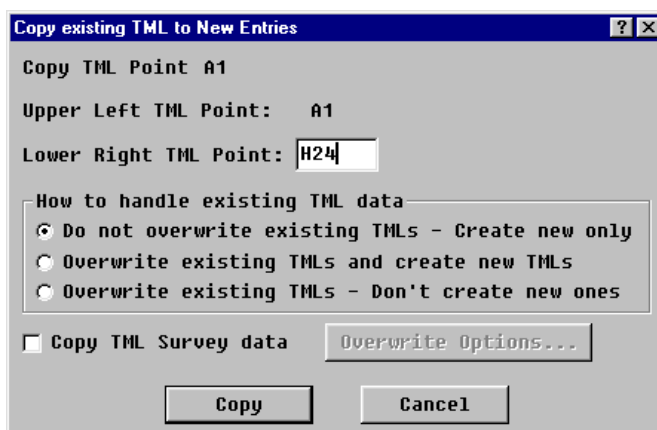 Copy existing TML to New Entries
Copy TML Point A1
Upper Left TML Point: A1
Lower Right TML Point: H24
How to handle existing TML data
Do not overwrite existing TMLs - Create new only
Overwrite existing TMLs and create new TMLs
Overwrite existing TMLs - Don't create new ones
Copy TML Survey data Overwrite Options...
Copy Cancel